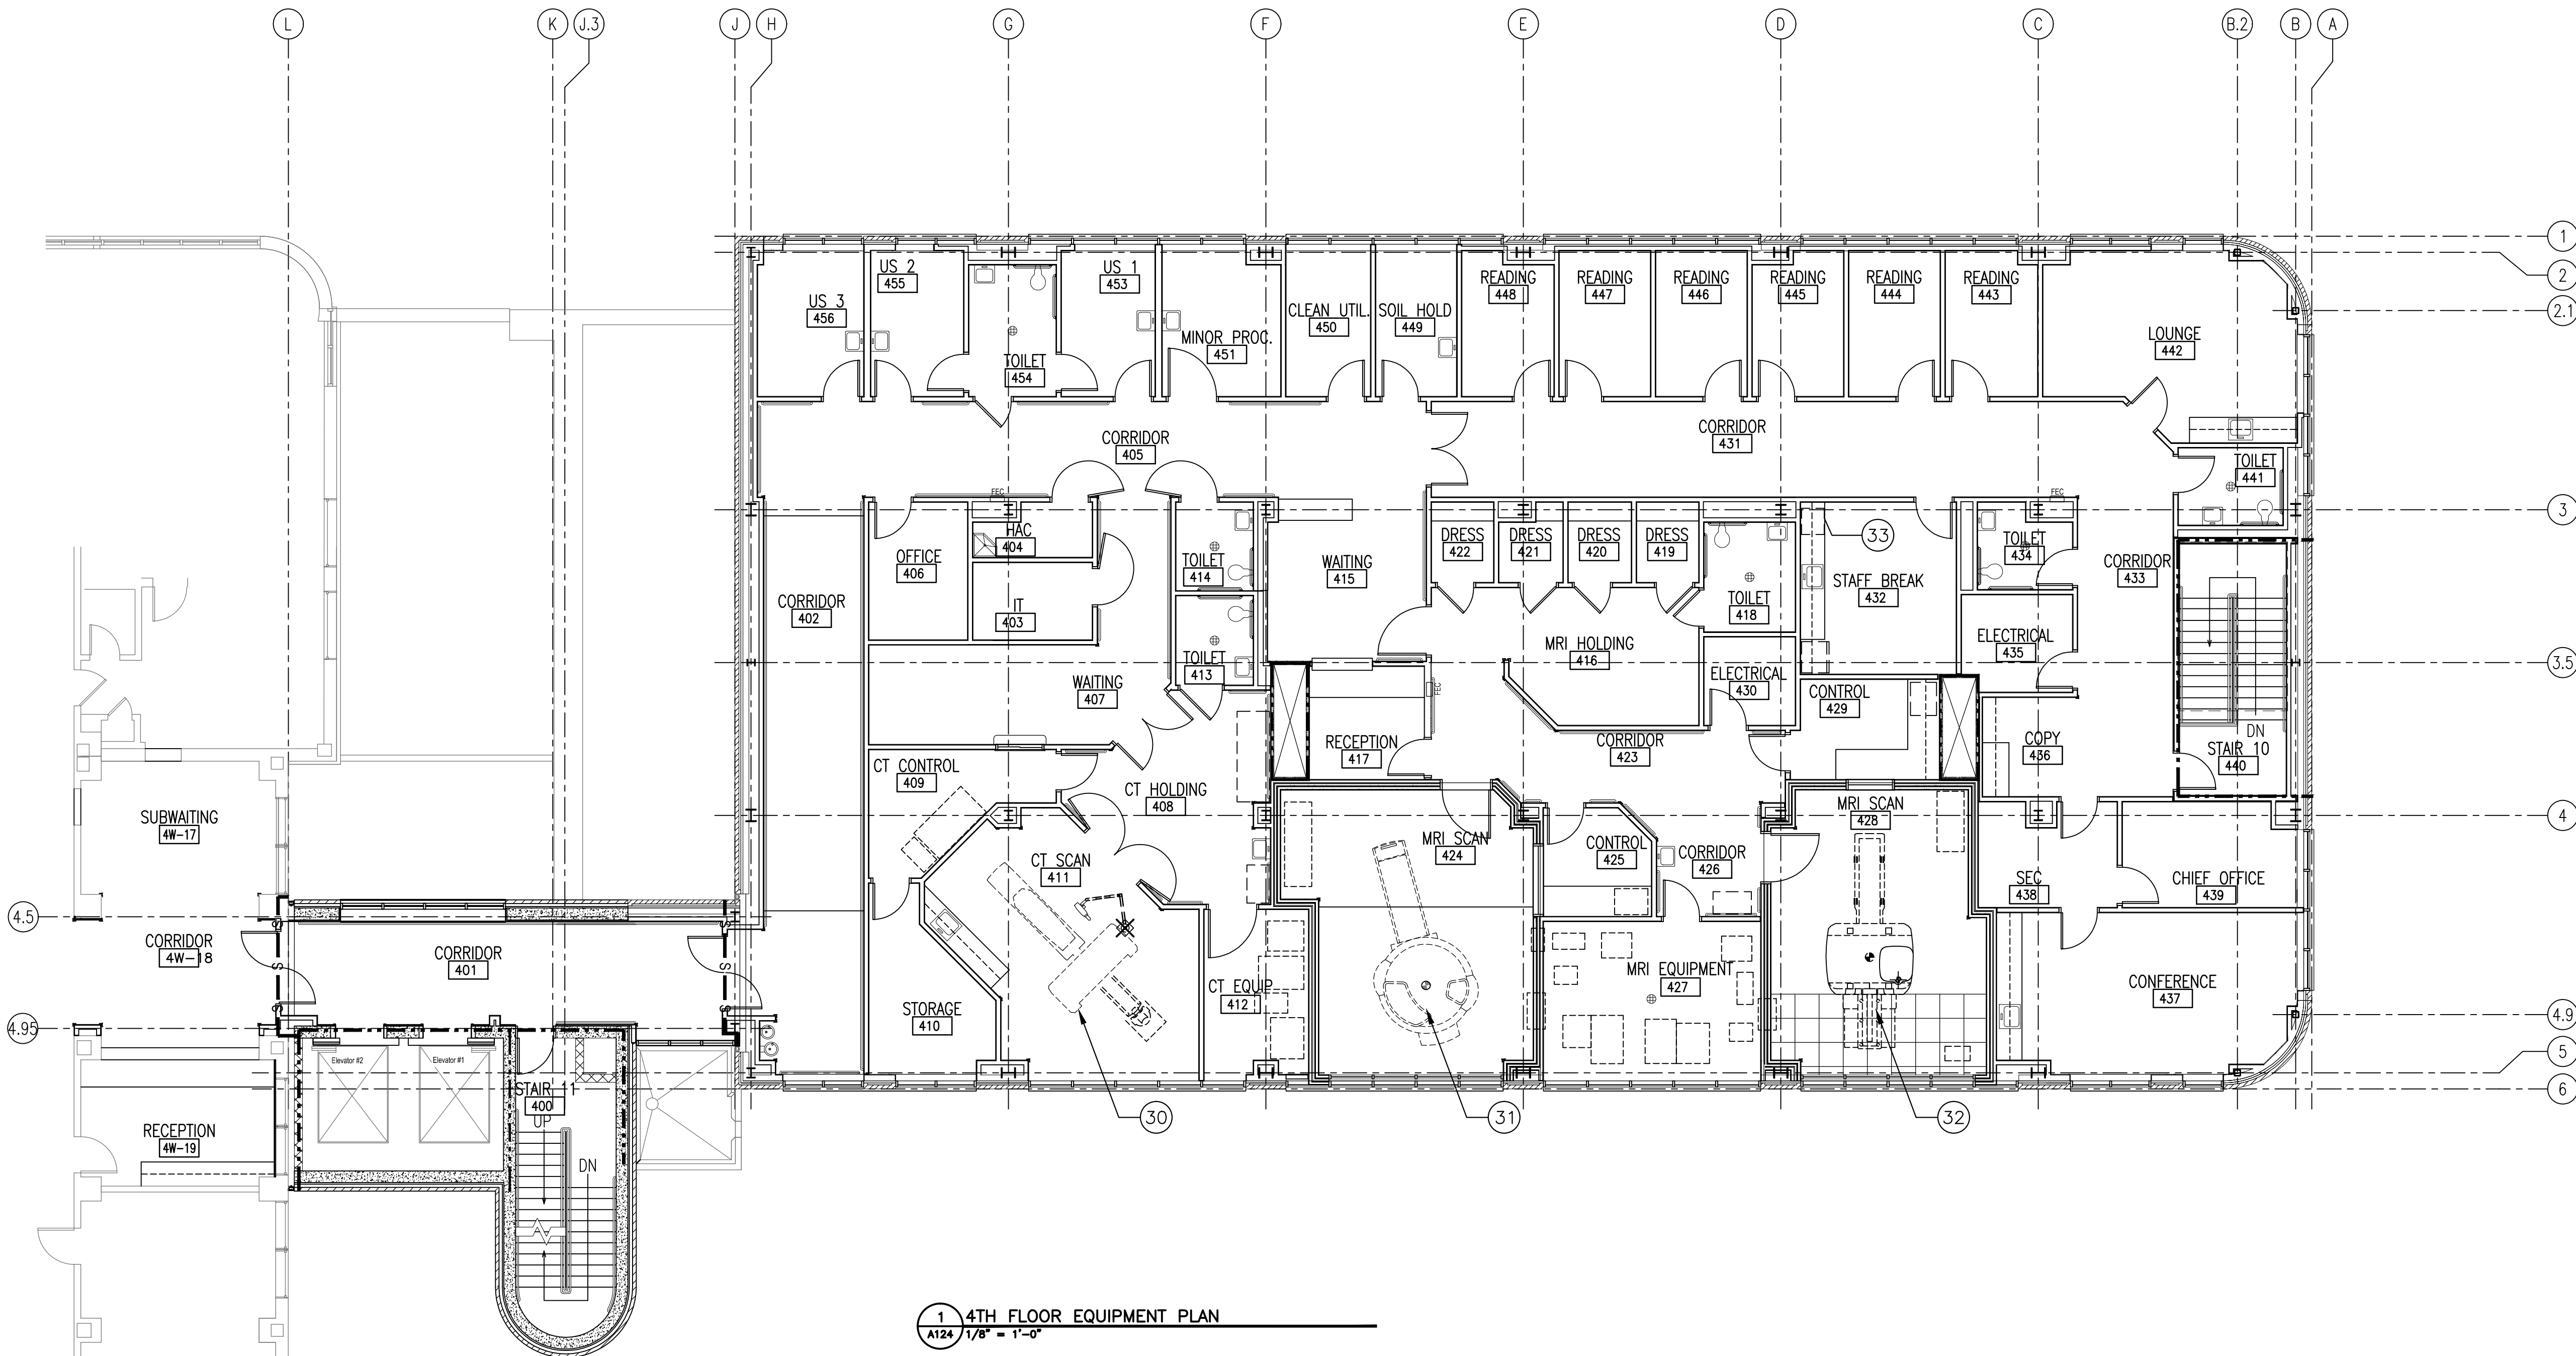 L
K
J.3
J
H
G
F
E
D
C
B.2
B
A
1
2
2.1
3
3.5
4
4.9
5
6
4.5
4.95
US 3
456
US 2
455
TOILET
454
US 1
453
MINOR PROC.
451
CLEAN UTIL.
450
SOIL HOLD
449
READING
448
READING
447
READING
446
READING
445
READING
444
READING
443
LOUNGE
442
CORRIDOR
405
CORRIDOR
431
TOILET
441
FEC
FEC
HAC
404
OFFICE
406
IT
403
TOILET
414
TOILET
413
CORRIDOR
402
WAITING
415
DRESS
422
DRESS
421
DRESS
420
DRESS
419
TOILET
418
33
STAFF BREAK
432
TOILET
434
CORRIDOR
433
ELECTRICAL
435
MRI HOLDING
416
ELECTRICAL
430
WAITING
407
FEC
CONTROL
429
RECEPTION
417
CORRIDOR
423
COPY
436
DN
STAIR 10
440
CT CONTROL
409
CT HOLDING
408
SUBWAITING
4W-17
CT SCAN
411
MRI SCAN
424
CONTROL
425
CORRIDOR
426
MRI SCAN
428
SEC
438
CHIEF OFFICE
439
CORRIDOR
4W-18
S
CORRIDOR
401
S
STORAGE
410
CT EQUIP
412
MRI EQUIPMENT
427
CONFERENCE
437
Elevator #2
Elevator #1
STAIR 11
400
UP
DN
RECEPTION
4W-19
30
31
32
1
A124
4TH FLOOR EQUIPMENT PLAN
1/8" = 1'-0"